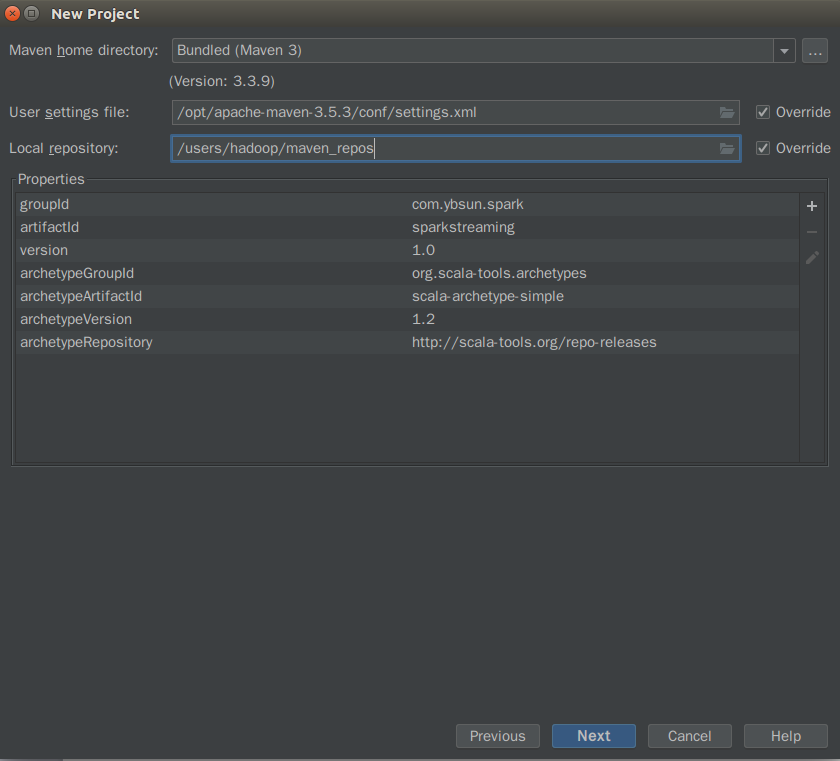 New Project
Maven home directory: Bundled (Maven 3) ...
(Version: 3.3.9)
User settings file: /opt/apache-maven-3.5.3/conf/settings.xml Override
Local repository: /users/hadoop/maven_repos Override
Properties
groupId com.ybsun.spark
artifactId sparkstreaming
version 1.0
archetypeGroupId org.scala-tools.archetypes
archetypeArtifactId scala-archetype-simple
archetypeVersion 1.2
archetypeRepository http://scala-tools.org/repo-releases
Previous Next Cancel Help